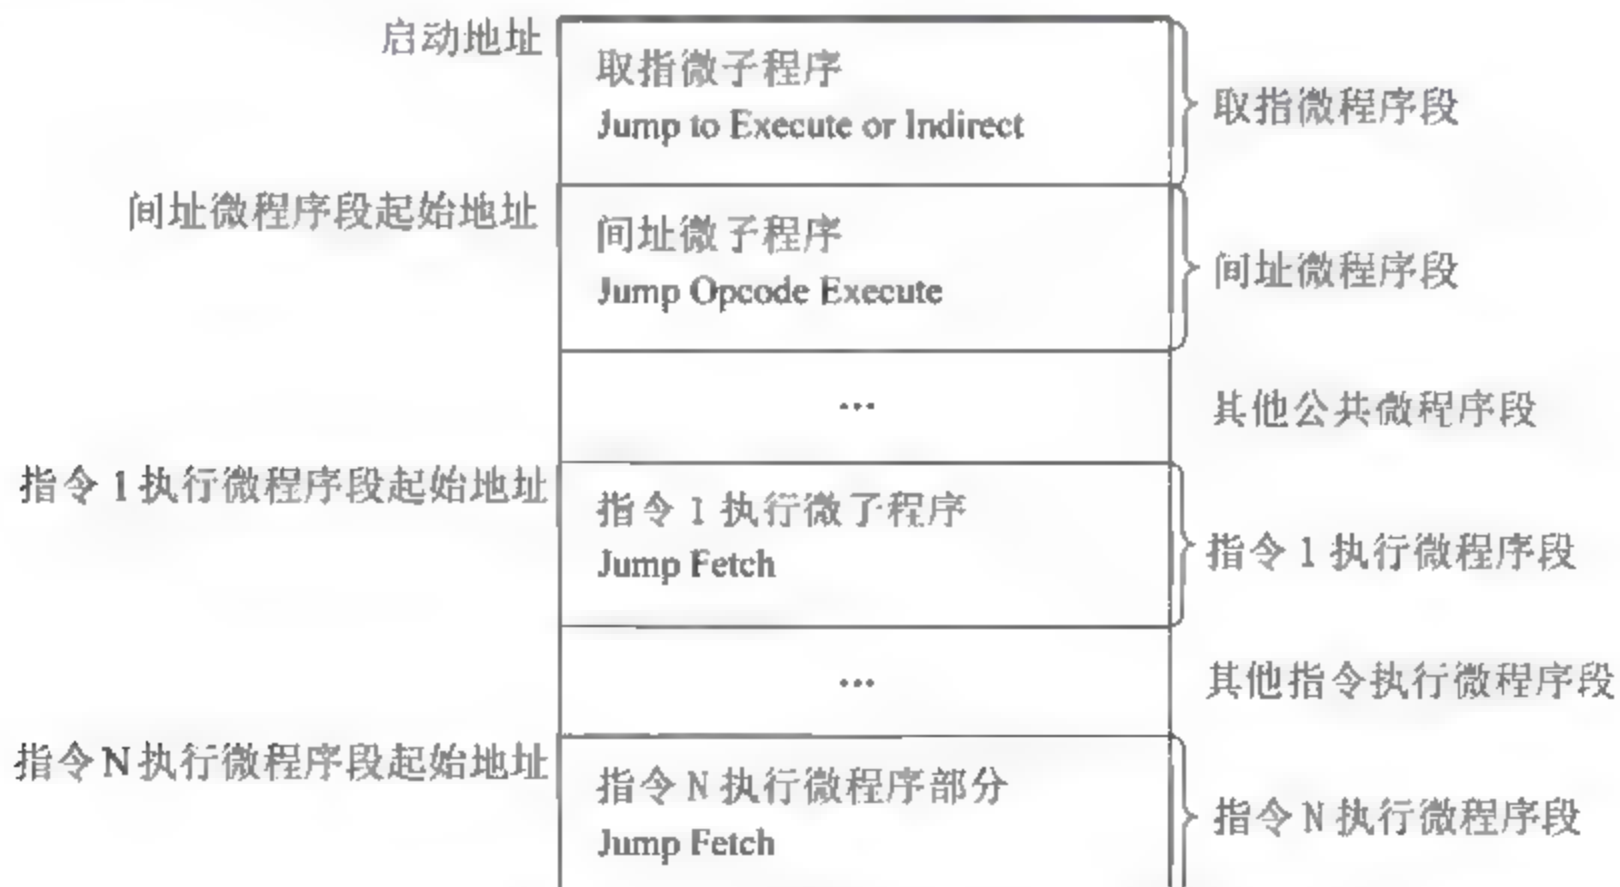 启动地址
取指微子程序
Jump to Execute or Indirect
取指微程序段
间址微程序段起始地址
间址微子程序
Jump Opcode Execute
间址微程序段
...
其他公共微程序段
指令1执行微程序段起始地址
指令1执行微子程序
Jump Fetch
指令1执行微程序段
...
其他指令执行微程序段
指令N执行微程序段起始地址
指令N执行微程序部分
Jump Fetch
指令N执行微程序段